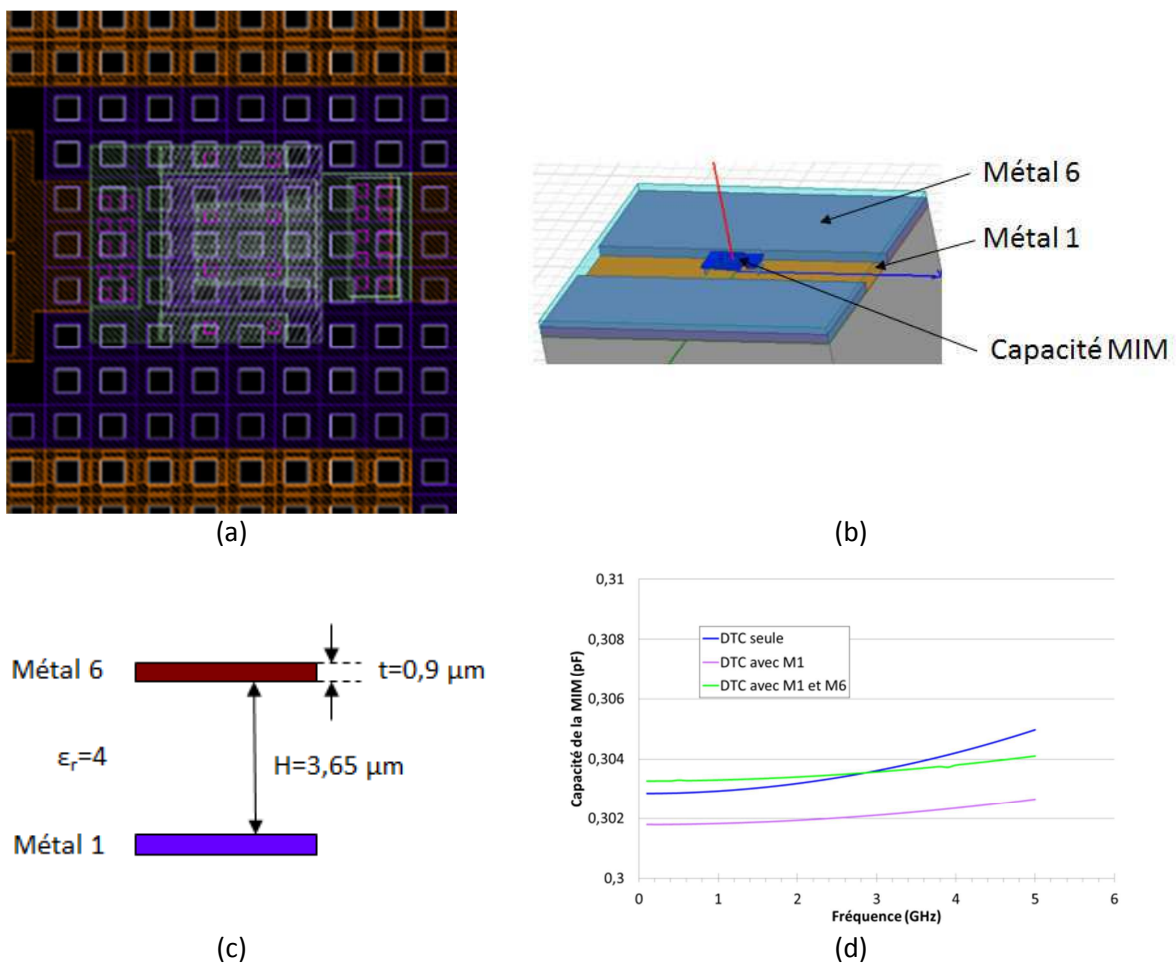 Métal 6
Métal 1
Capacité MIM
(a)
(b)
Métal 6
t=0,9 µm
εr=4
H=3,65 µm
Métal 1
(c)
0,31
0,308
0,306
0,304
0,302
0,3
Capacité de la MIM (pF)
DTC seule
DTC avec M1
DTC avec M1 et M6
0 1 2 3 4 5 6
Fréquence (GHz)
(d)